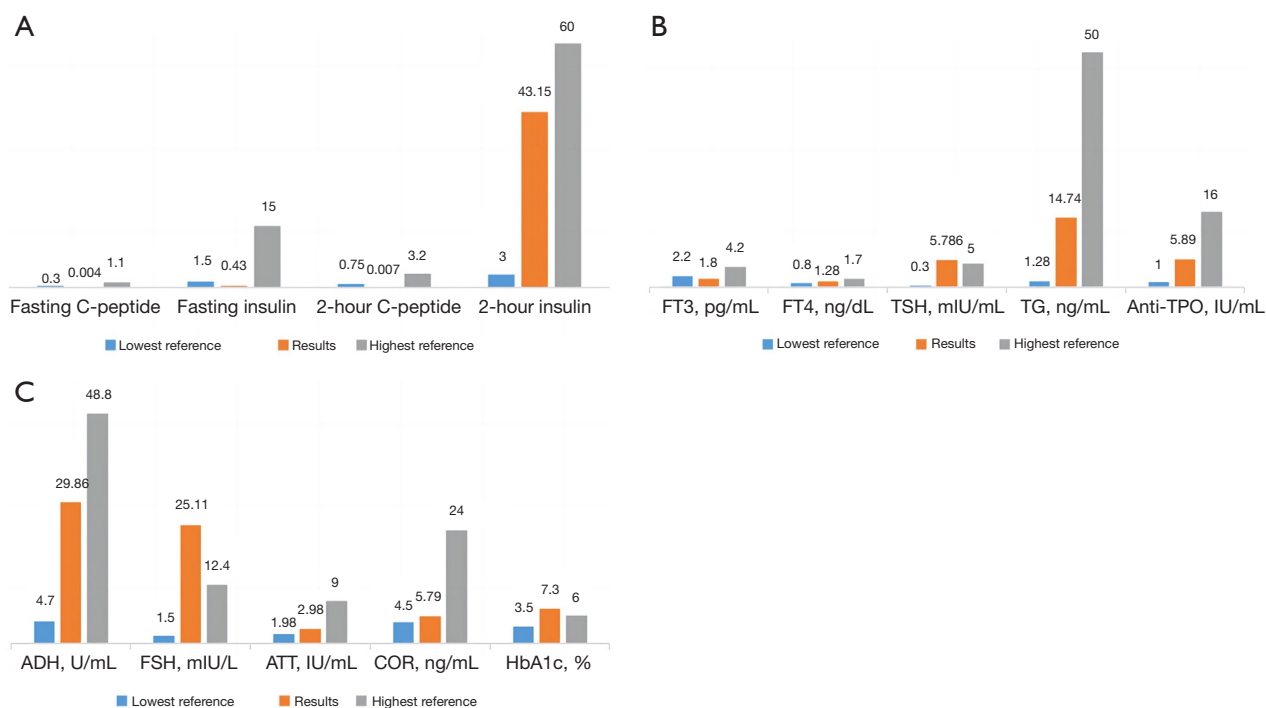 A
60
43.15
15
0.3 0.004 1.1
1.5 0.43
0.75 0.007 3.2
3
Fasting C-peptide Fasting insulin 2-hour C-peptide 2-hour insulin
Lowest reference Results Highest reference
B
50
14.74
16
2.2 1.8 4.2
0.8 1.28 1.7
0.3 5.786 5
1.28
1 5.89
FT3, pg/mL FT4, ng/dL TSH, mIU/mL TG, ng/mL Anti-TPO, IU/mL
Lowest reference Results Highest reference
C
48.8
29.86
4.7
25.11
1.5 12.4
1.98 2.98 9
4.5 5.79 24
3.5 7.3 6
ADH, U/mL FSH, mIU/L ATT, IU/mL COR, ng/mL HbA1c, %
Lowest reference Results Highest reference